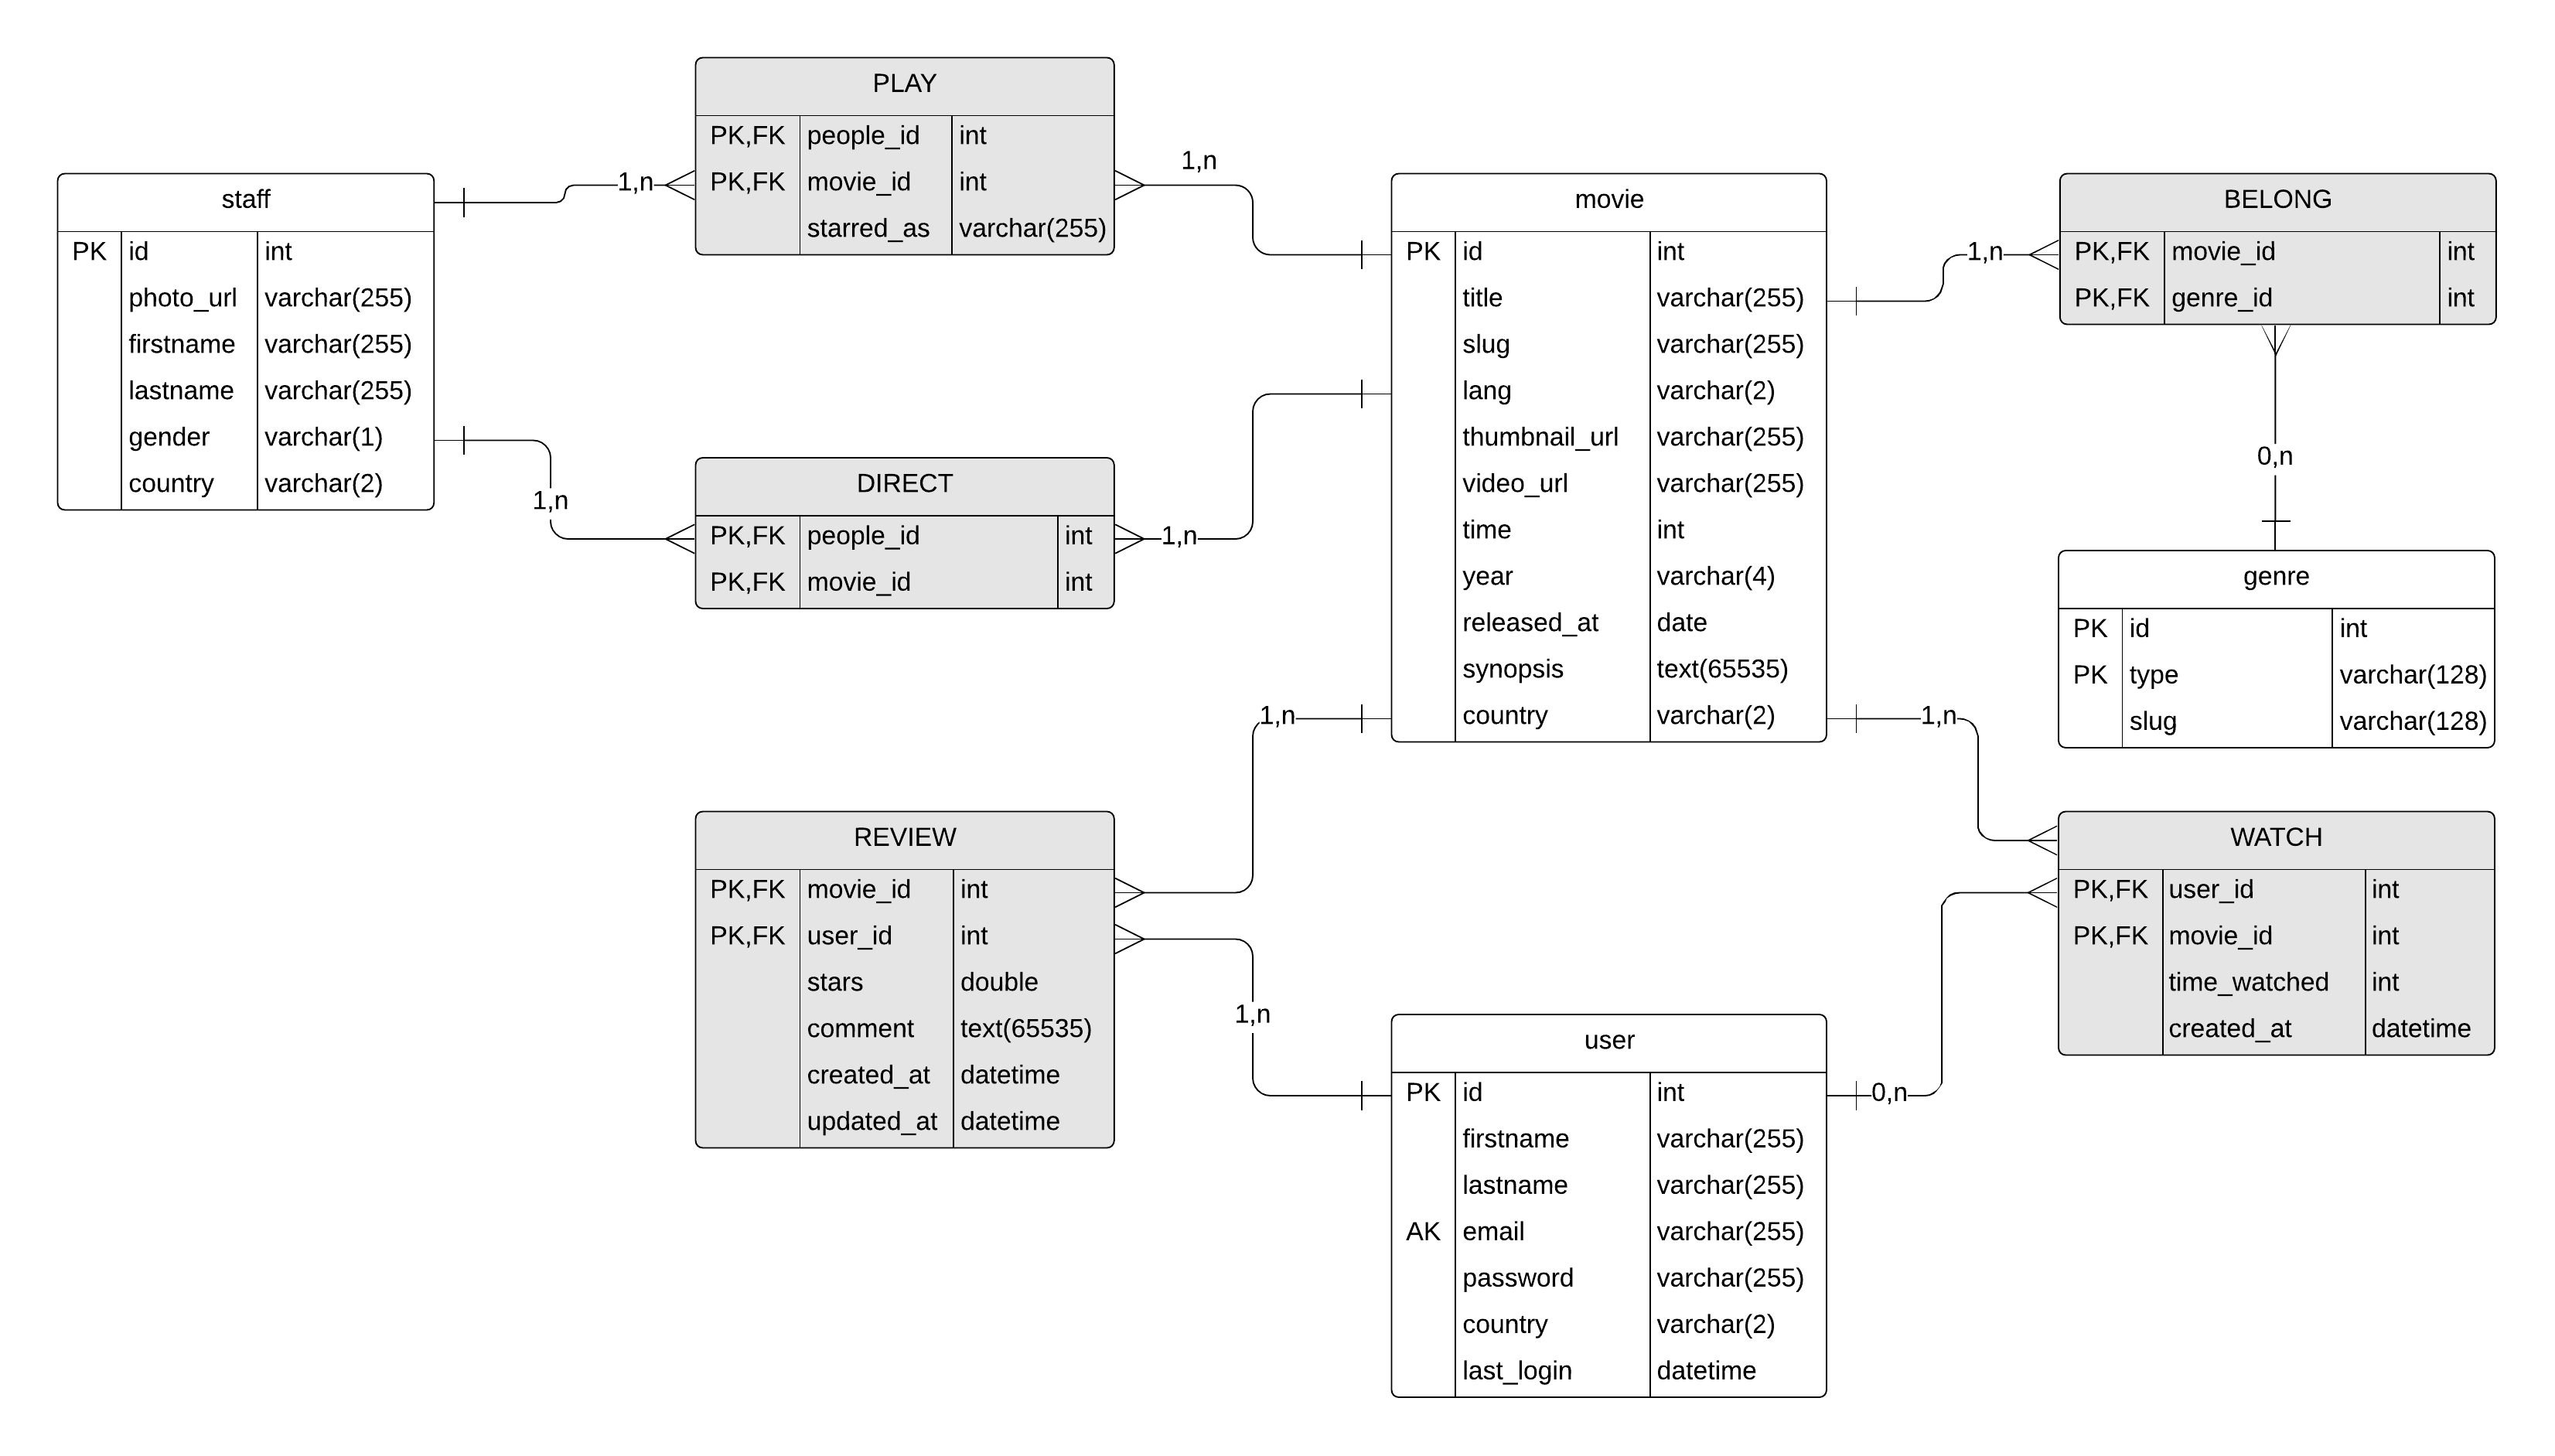 PLAY
PK,FK people_id int
PK,FK movie_id int
starred_as varchar(255)
1,n
1,n
staff
PK id int
photo_url varchar(255)
firstname varchar(255)
lastname varchar(255)
gender varchar(1)
country varchar(2)
1,n
DIRECT
PK,FK people_id int
PK,FK movie_id int
1,n
movie
PK id int
title varchar(255)
slug varchar(255)
lang varchar(2)
thumbnail_url varchar(255)
video_url varchar(255)
time int
year varchar(4)
released_at date
synopsis text(65535)
country varchar(2)
1,n
BELONG
PK,FK movie_id int
PK,FK genre_id int
0,n
genre
PK id int
PK type varchar(128)
slug varchar(128)
1,n
1,n
REVIEW
PK,FK movie_id int
PK,FK user_id int
stars double
comment text(65535)
created_at datetime
updated_at datetime
1,n
user
PK id int
firstname varchar(255)
lastname varchar(255)
AK email varchar(255)
password varchar(255)
country varchar(2)
last_login datetime
0,n
WATCH
PK,FK user_id int
PK,FK movie_id int
time_watched int
created_at datetime